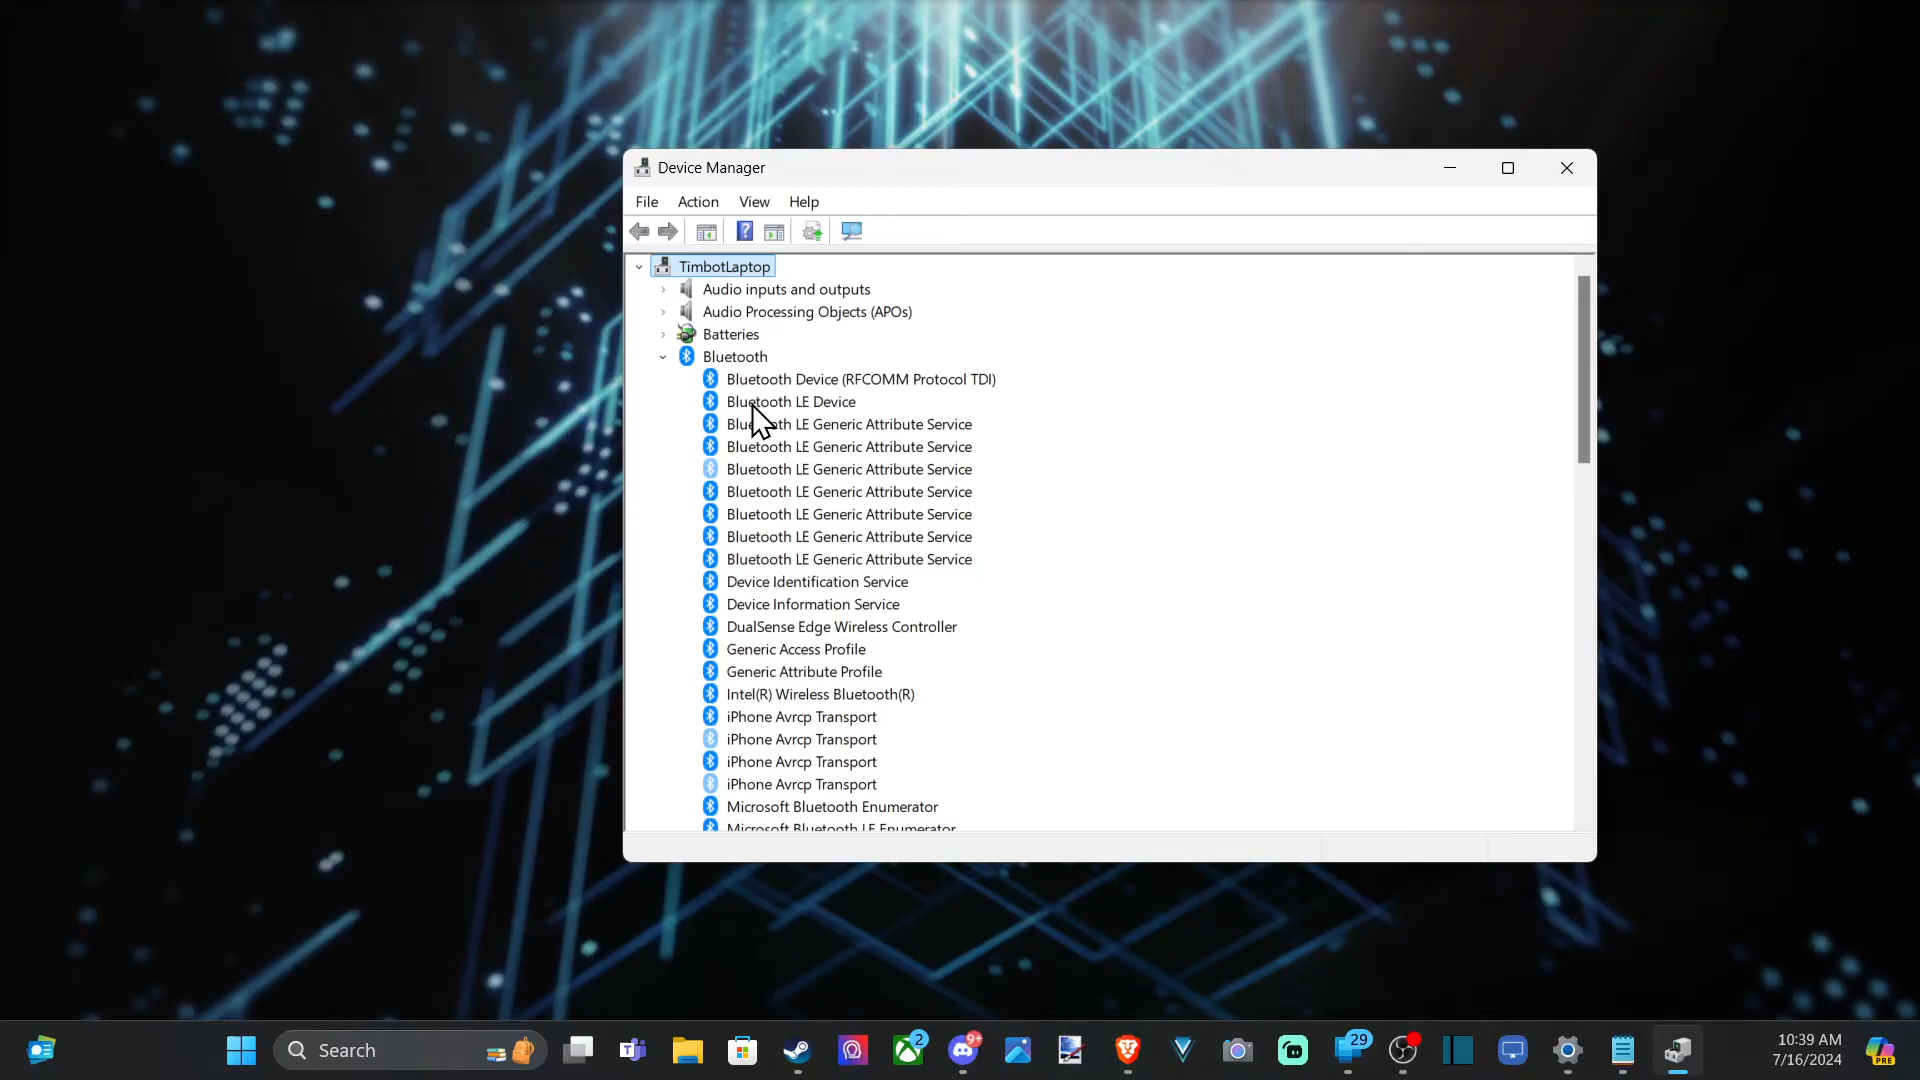 Device Manager
File Action View Help
TimbotLaptop
Audio inputs and outputs
Audio Processing Objects (APOs)
Batteries
Bluetooth
Bluetooth Device (RFCOMM Protocol TDI)
Bluetooth LE Device
Bluetooth LE Generic Attribute Service
Bluetooth LE Generic Attribute Service
Bluetooth LE Generic Attribute Service
Bluetooth LE Generic Attribute Service
Bluetooth LE Generic Attribute Service
Bluetooth LE Generic Attribute Service
Bluetooth LE Generic Attribute Service
Device Identification Service
Device Information Service
DualSense Edge Wireless Controller
Generic Access Profile
Generic Attribute Profile
Intel(R) Wireless Bluetooth(R)
iPhone Avrcp Transport
iPhone Avrcp Transport
iPhone Avrcp Transport
iPhone Avrcp Transport
Microsoft Bluetooth Enumerator
Microsoft Bluetooth LE Enumerator
Search 2 9+ 29 10:39 AM
7/16/2024 PRE